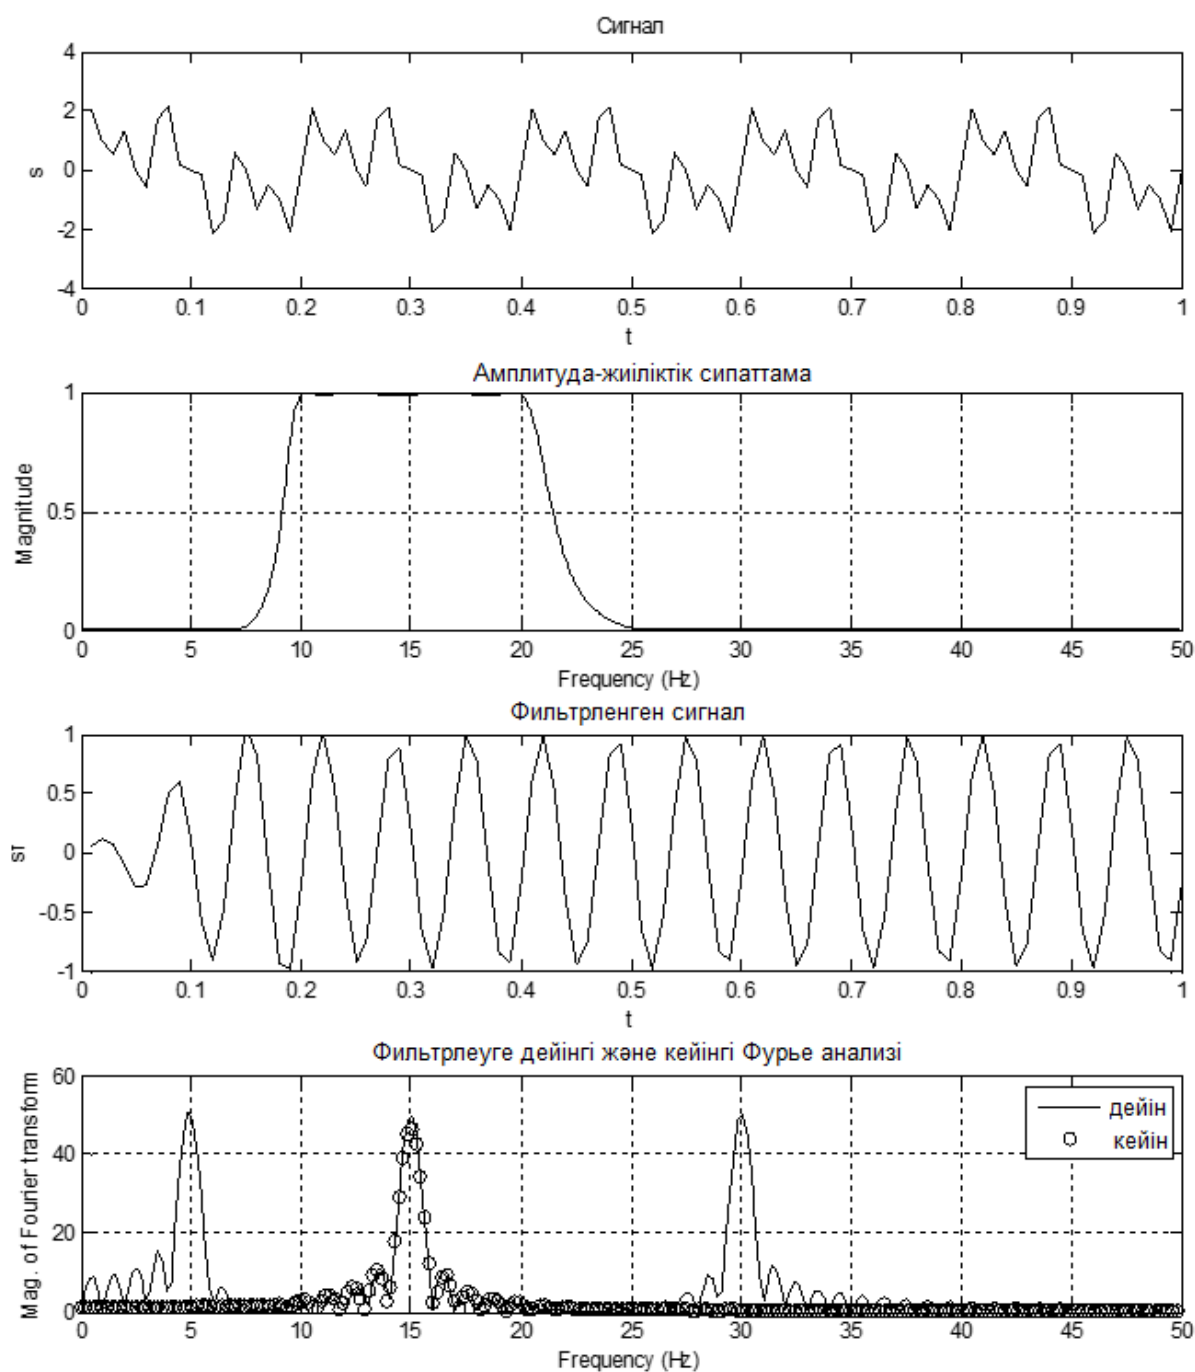 Сигнал
4
2
0
-2
-4
s
0 0.1 0.2 0.3 0.4 0.5 0.6 0.7 0.8 0.9 1
t
Амплитуда-жиіліктік сипаттама
1
0.5
0
Magnitude
0 5 10 15 20 25 30 35 40 45 50
Frequency (Hz)
Фильтрленген сигнал
1
0.5
0
-0.5
-1
sf
0 0.1 0.2 0.3 0.4 0.5 0.6 0.7 0.8 0.9 1
t
Фильтрлеуге дейінгі және кейінгі Фурье анализі
60
40
20
0
Mag. of Fourier transform
дейін
кейін
0 5 10 15 20 25 30 35 40 45 50
Frequency (Hz)